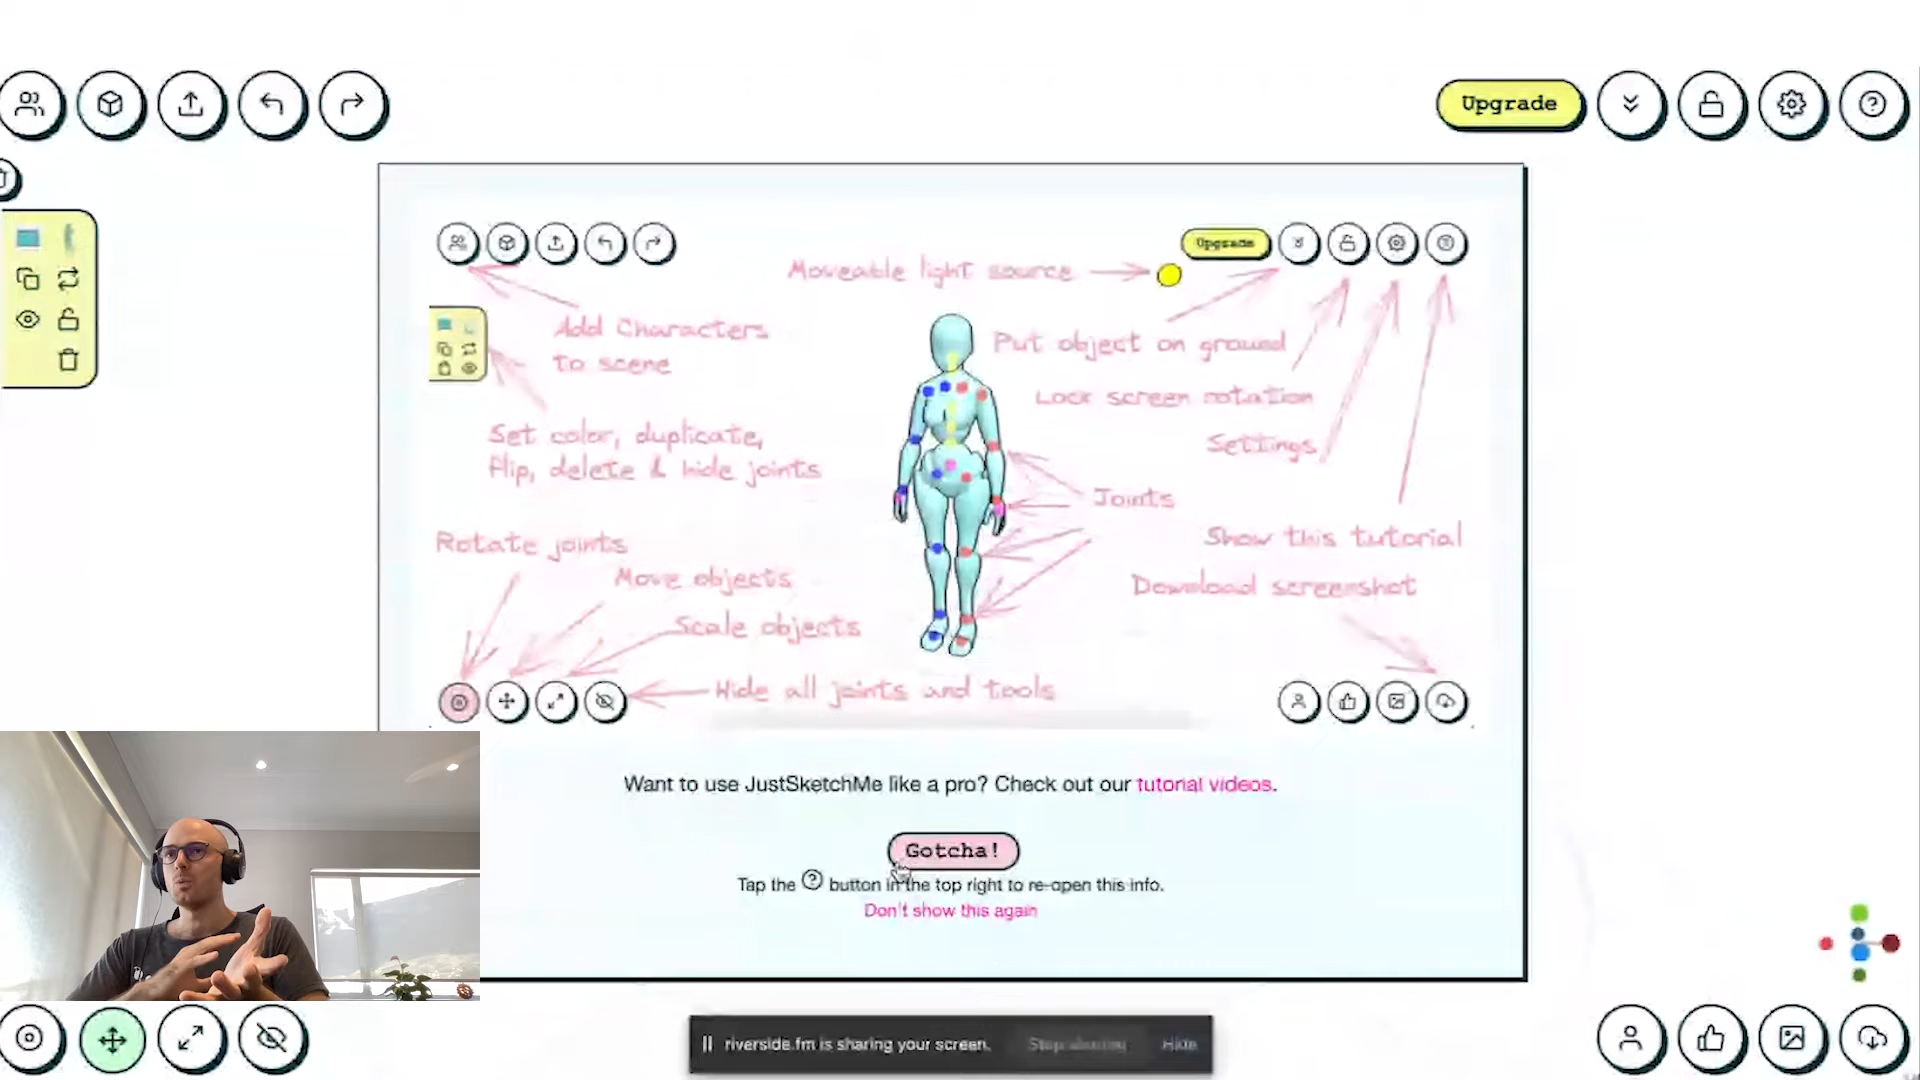 Upgrade
Upgrade
Moveable light source
Add Characters
to scene
Put object on ground
Lock screen rotation
Set color, duplicate,
flip, delete & hide joints
Settings
Joints
Rotate joints
Show this tutorial
Move objects
Download screenshot
Scale objects
Hide all joints and tools
Want to use JustSketchMe like a pro? Check out our tutorial videos.
Gotcha!
Tap the ? button in the top right to re-open this info.
Don't show this again
riverside.fm is sharing your screen. Stop sharing Hide